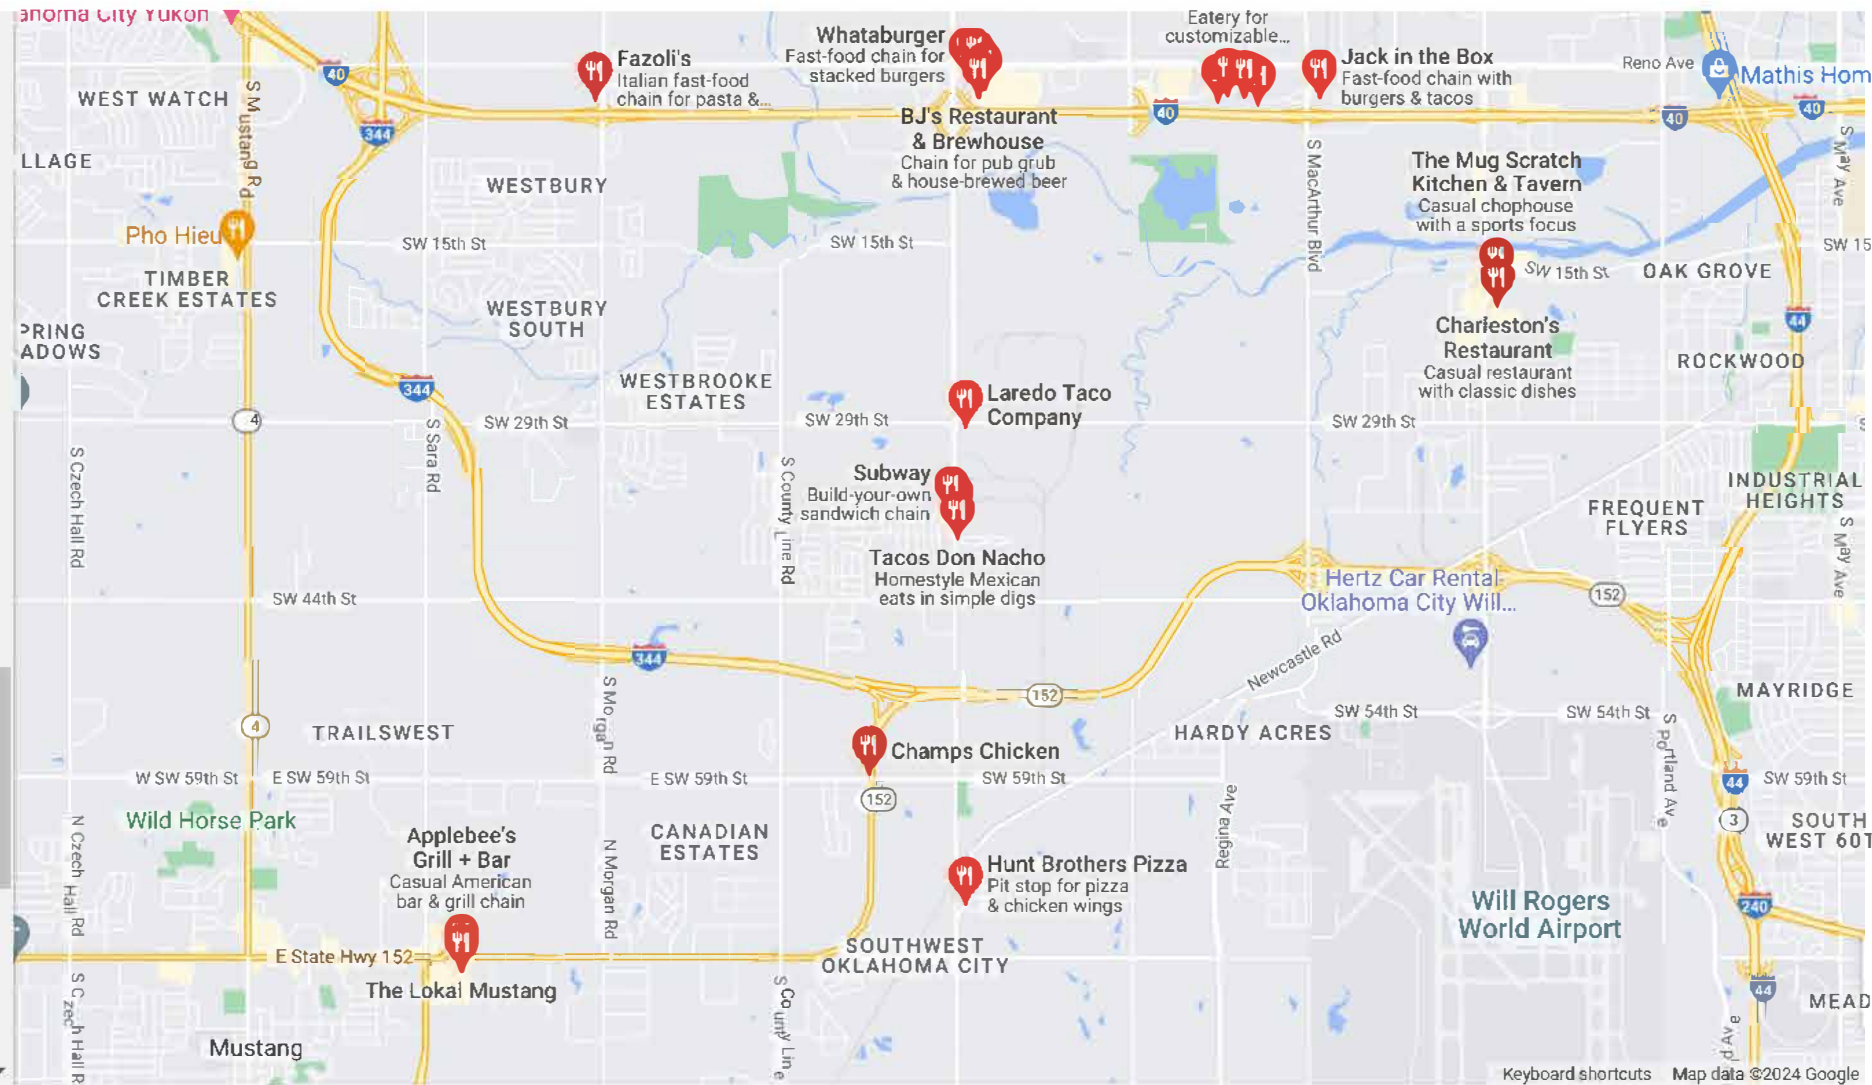 ahoma City Yukon
40
WEST WATCH
S Mustang Rd
344
LLAGE
Fazoli's
Italian fast-food
chain for pasta &...
Whataburger
Fast-food chain for
stacked burgers
BJ's Restaurant
& Brewhouse
Chain for pub grub
& house-brewed beer
Eatery for
customizable...
40
Jack in the Box
Fast-food chain with
burgers & tacos
Reno Ave
Mathis Hom
40
40
S May Ave
S MacArthur Blvd
The Mug Scratch
Kitchen & Tavern
Casual chophouse
with a sports focus
WESTBURY
Pho Hieu
SW 15th St
SW 15th St
SW 15th St
SW 15
OAK GROVE
TIMBER
CREEK ESTATES
PRING
ADOWS
WESTBURY
SOUTH
Charleston's
Restaurant
Casual restaurant
with classic dishes
44
ROCKWOOD
344
WESTBROOKE
ESTATES
Laredo Taco
Company
4
SW 29th St
SW 29th St
SW 29th St
S Czech Hall Rd
S Sara Rd
S County Line Rd
Subway
Build-your-own
sandwich chain
Tacos Don Nacho
Homestyle Mexican
eats in simple digs
INDUSTRIAL
HEIGHTS
FREQUENT
FLYERS
S May Ave
Hertz Car Rental-
Oklahoma City Will...
152
SW 44th St
344
Newcastle Rd
152
S Morgan Rd
4
TRAILSWEST
HARDY ACRES
SW 54th St
SW 54th St
MAYRIDGE
S Portland Ave
Champs Chicken
W SW 59th St
E SW 59th St
E SW 59th St
SW 59th St
44
SW 59th St
152
Regina Ave
Wild Horse Park
3
SOUTH
WEST 60T
N Czech Hall Rd
Applebee's
Grill + Bar
Casual American
bar & grill chain
N Morgan Rd
CANADIAN
ESTATES
Hunt Brothers Pizza
Pit stop for pizza
& chicken wings
Will Rogers
World Airport
240
E State Hwy 152
SOUTHWEST
OKLAHOMA CITY
The Lokal Mustang
44
MEAD
S Czech Hall R
S County Line
d Ave
Mustang
Keyboard shortcuts
Map data ©2024 Google